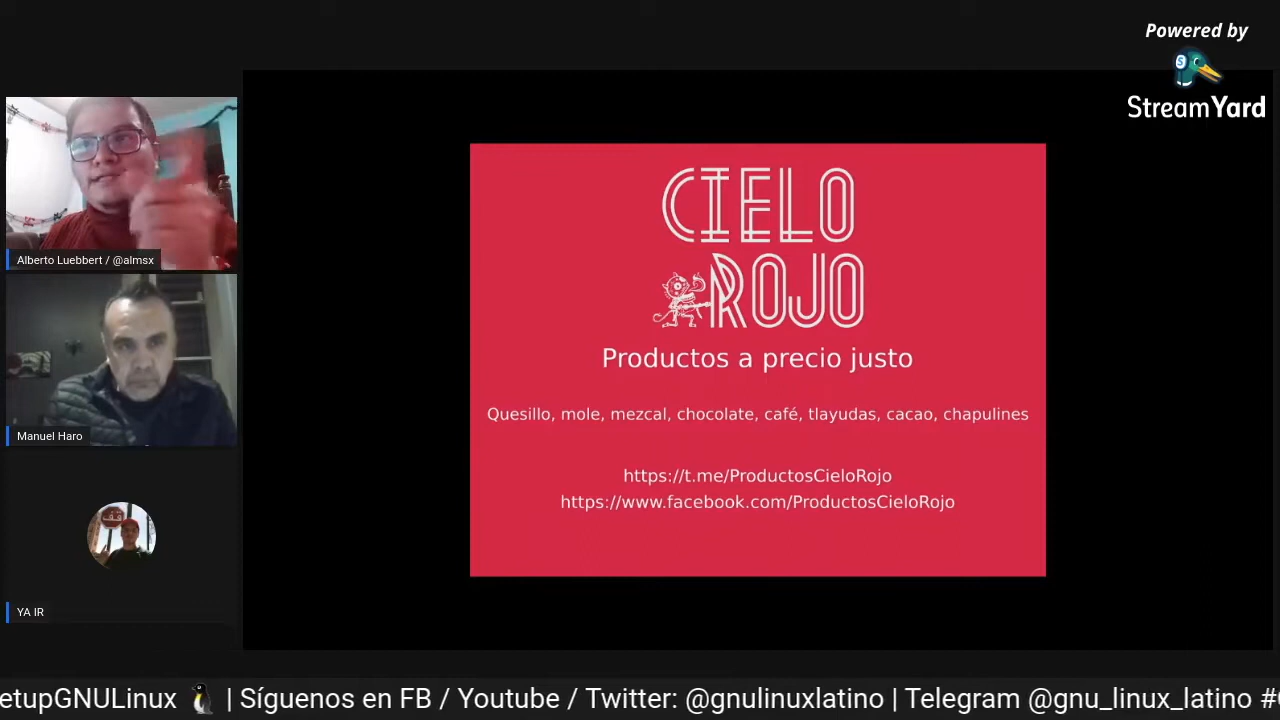 Powered by
StreamYard
Alberto Luebbert / @almsx
Manuel Haro
YA IR
CIELO
ROJO
Productos a precio justo
Quesillo, mole, mezcal, chocolate, café, tlayudas, cacao, chapulines
https://t.me/ProductosCieloRojo
https://www.facebook.com/ProductosCieloRojo
etupGNULinux 🐧 | Síguenos en FB / Youtube / Twitter: @gnulinuxlatino | Telegram @gnu_linux_latino #